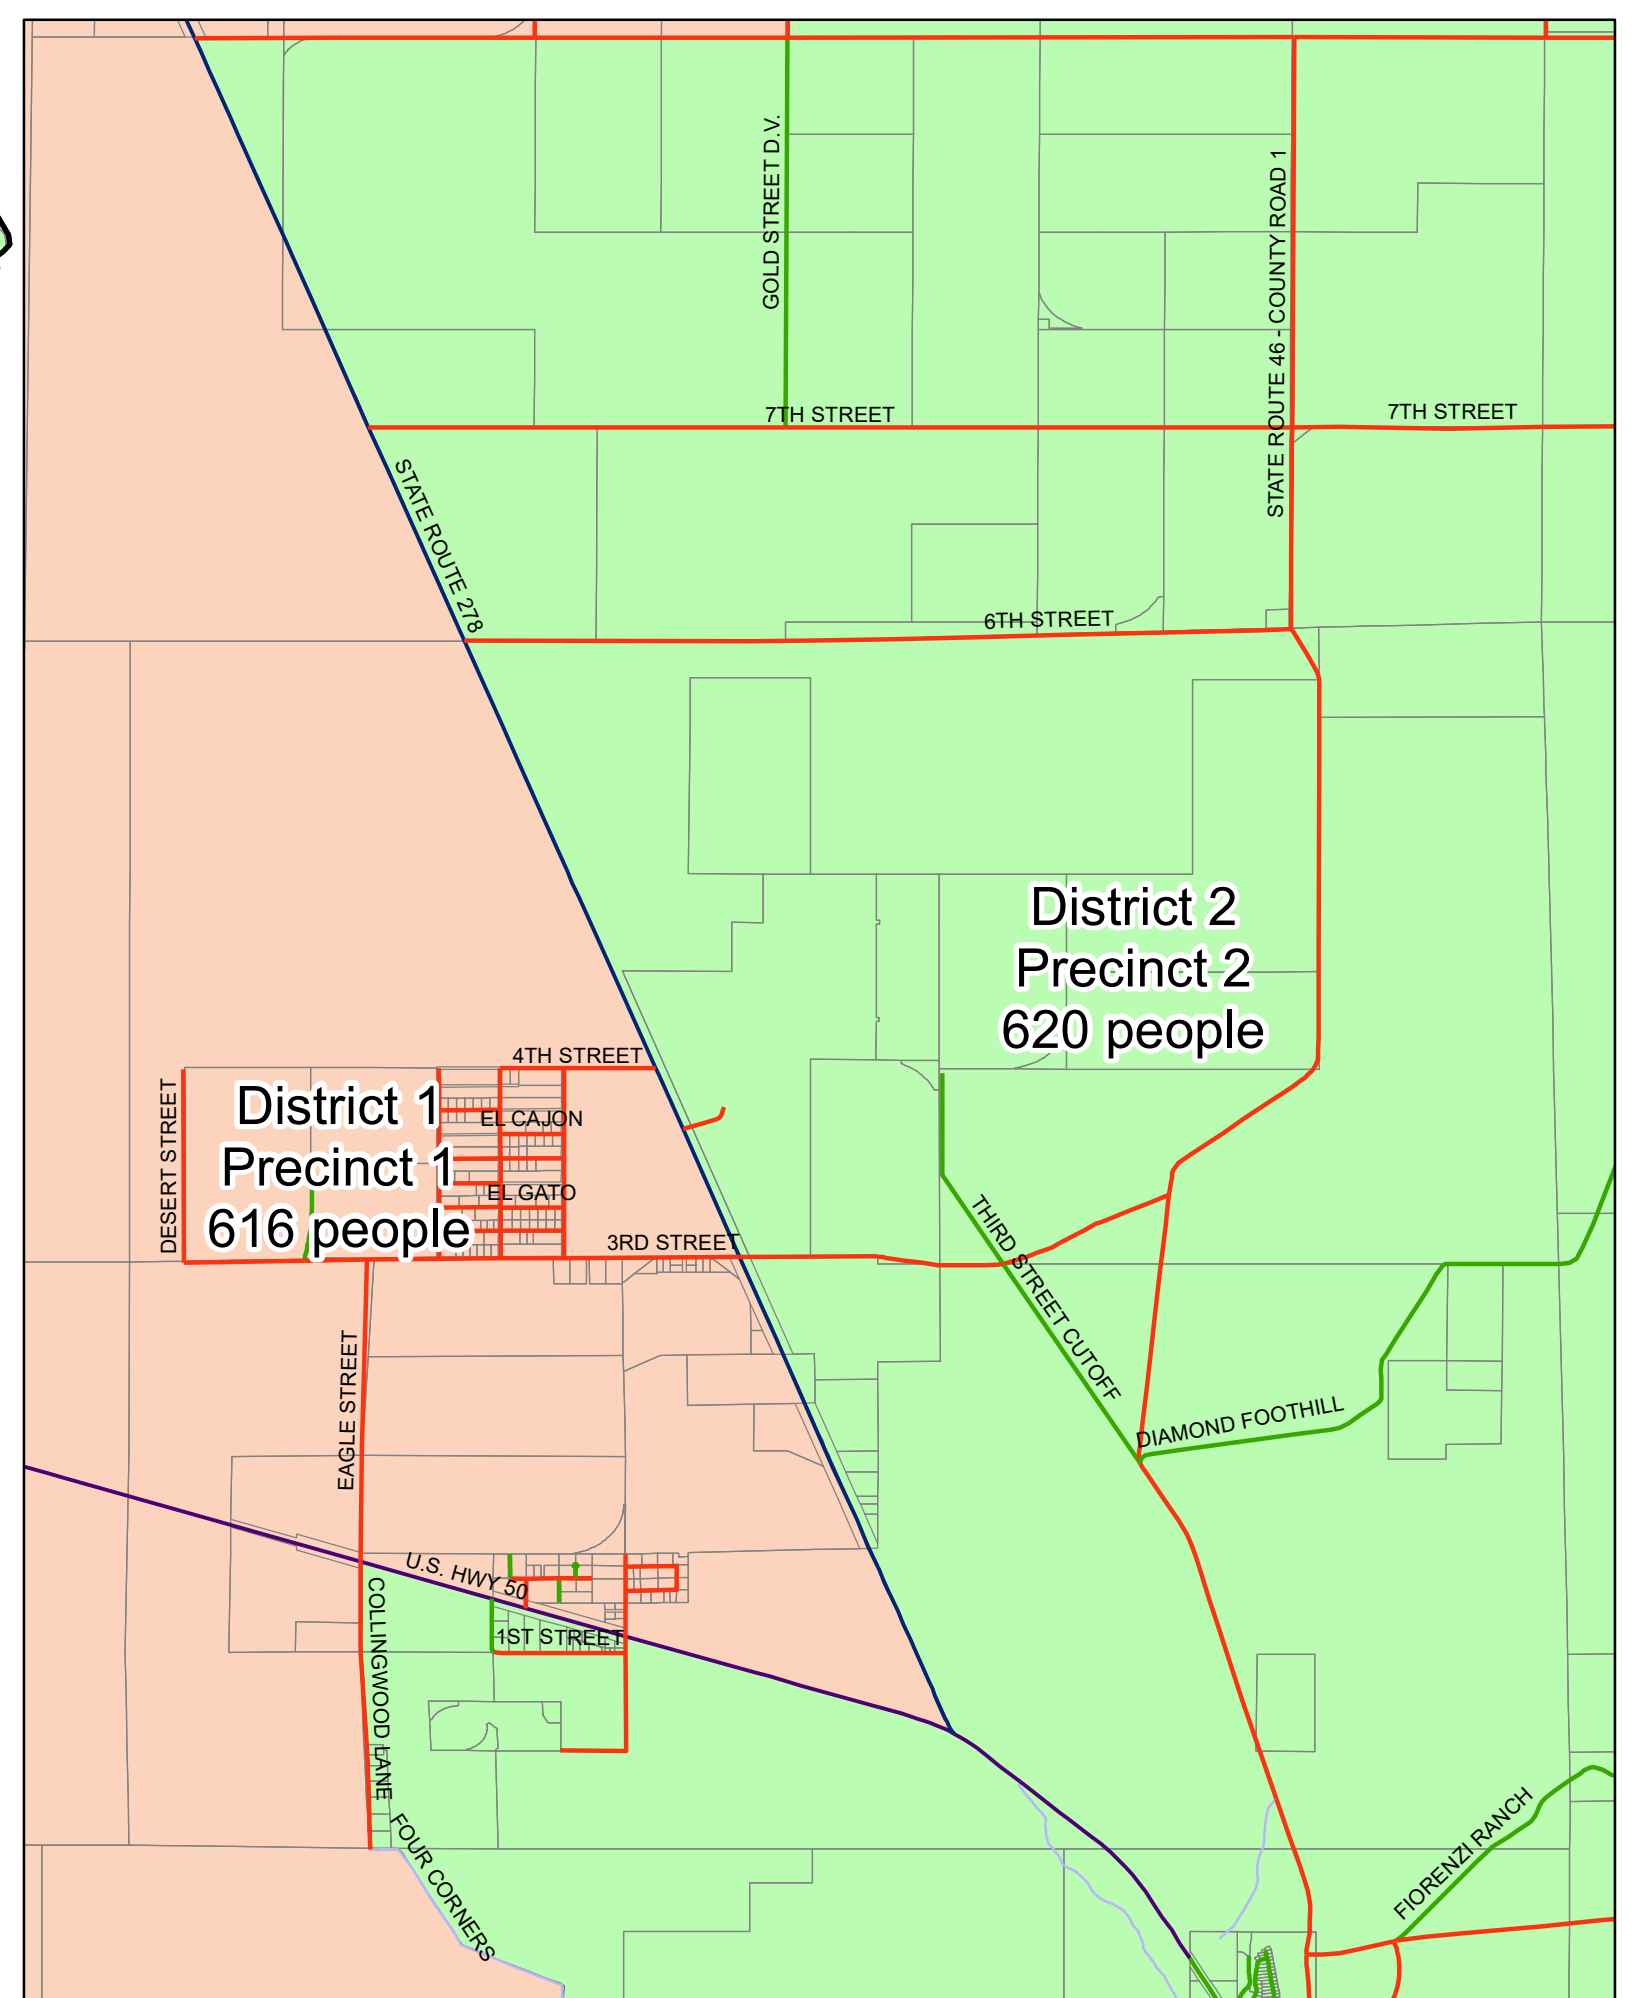 GOLD STREET D.V.
STATE ROUTE 46 - COUNTY ROAD 1
7TH STREET
7TH STREET
STATE ROUTE 278
6TH STREET
District 2
Precinct 2
620 people
4TH STREET
DESERT STREET
District 1
Precinct 1
616 people
EL CAJON
EL GATO
3RD STREET
THIRD STREET CUTOFF
EAGLE STREET
DIAMOND FOOTHILL
U.S. HWY 50
COLLINGWOOD LANE
1ST STREET
FOUR CORNERS
FIORENZI RANCH